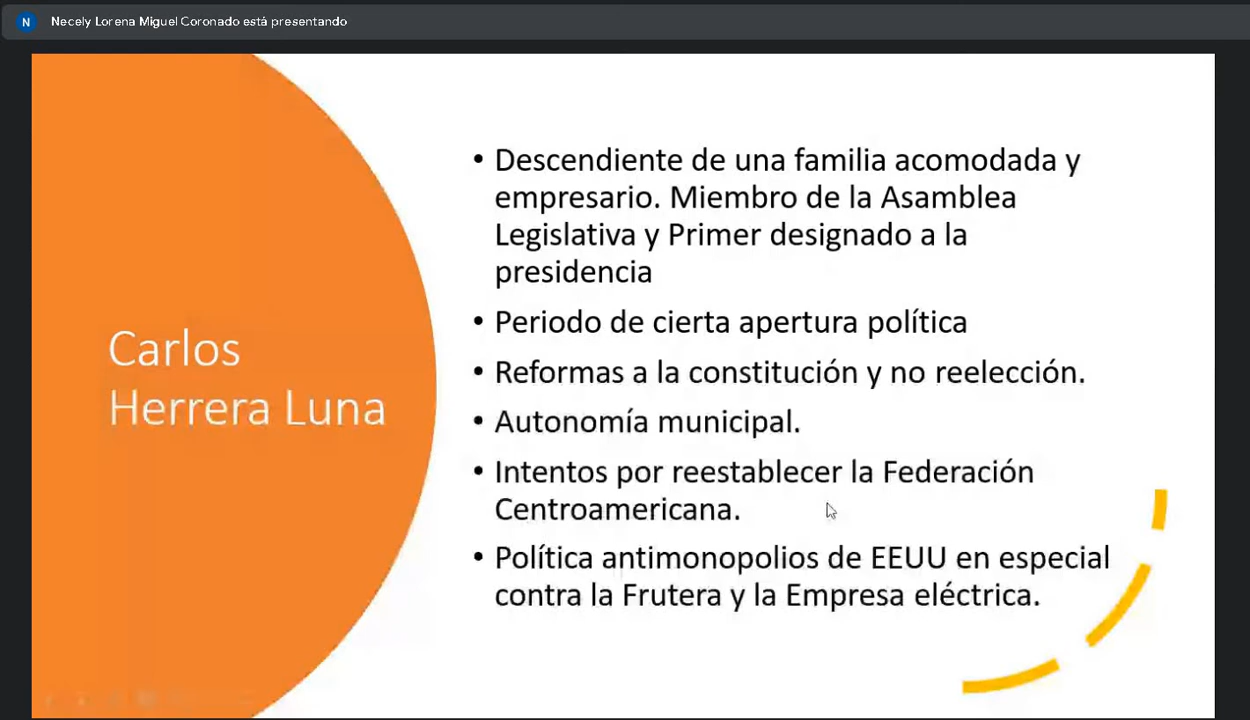 N
Necely Lorena Miguel Coronado está presentando
Carlos
Herrera Luna
• Descendiente de una familia acomodada y
empresario. Miembro de la Asamblea
Legislativa y Primer designado a la
presidencia
• Periodo de cierta apertura política
• Reformas a la constitución y no reelección.
• Autonomía municipal.
• Intentos por reestablecer la Federación
Centroamericana.
• Política antimonopolios de EEUU en especial
contra la Frutera y la Empresa eléctrica.